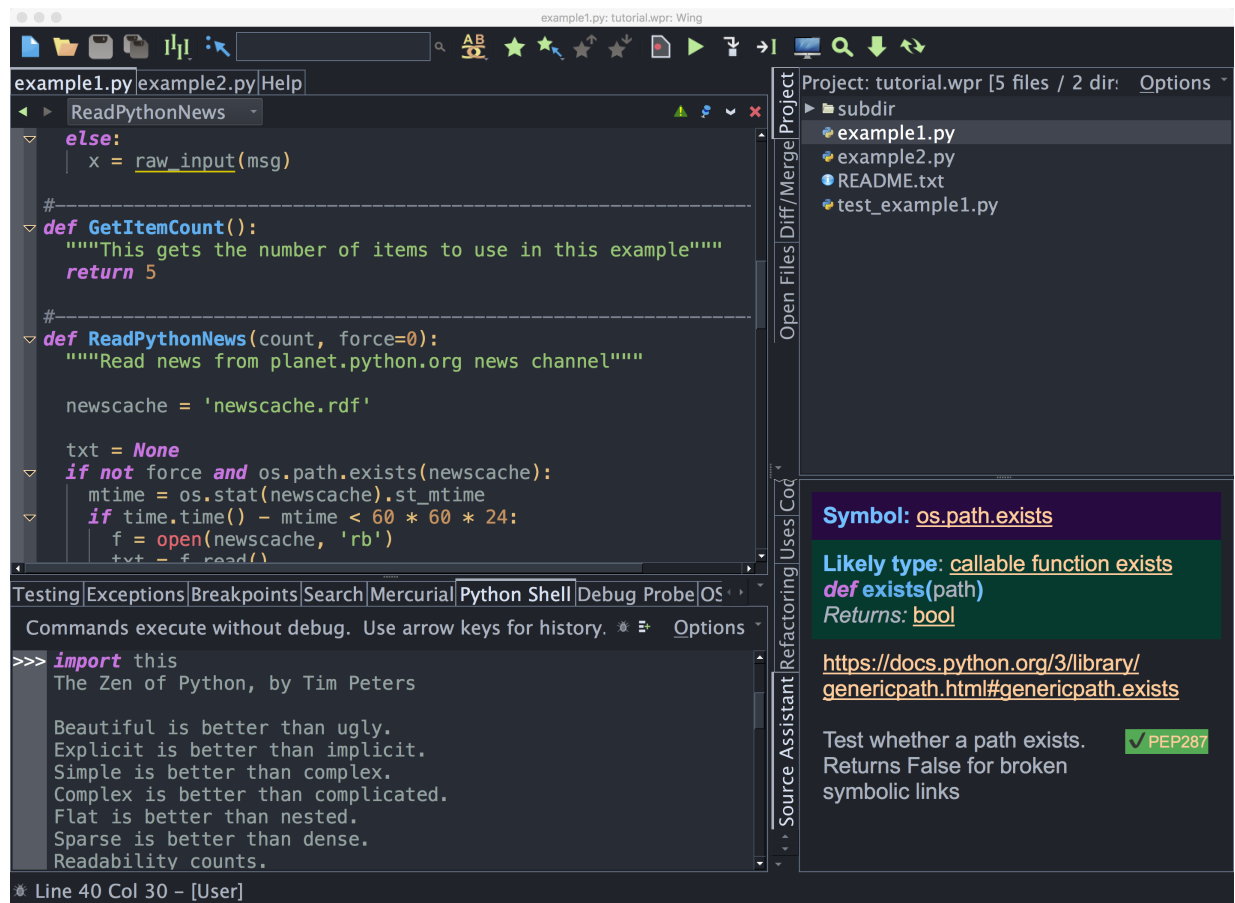 example1.py: tutorial.wpr: Wing
AB
example1.py example2.py Help
ReadPythonNews
else:
x = raw_input(msg)
#
def GetItemCount():
"""This gets the number of items to use in this example"""
return 5
#
def ReadPythonNews(count, force=0):
"""Read news from planet.python.org news channel"""
newscache = 'newscache.rdf'
txt = None
if not force and os.path.exists(newscache):
mtime = os.stat(newscache).st_mtime
if time.time() - mtime < 60 * 60 * 24:
f = open(newscache, 'rb')
txt = f.read()
Testing Exceptions Breakpoints Search Mercurial Python Shell Debug Probe OS
Commands execute without debug. Use arrow keys for history. Options
>>> import this
The Zen of Python, by Tim Peters
Beautiful is better than ugly.
Explicit is better than implicit.
Simple is better than complex.
Complex is better than complicated.
Flat is better than nested.
Sparse is better than dense.
Readability counts.
Line 40 Col 30 – [User]
Project
Diff/Merge
Open Files
Project: tutorial.wpr [5 files / 2 dir: Options
subdir
example1.py
example2.py
README.txt
test_example1.py
Cod
Uses
Refactoring
Source Assistant
Symbol: os.path.exists
Likely type: callable function exists
def exists(path)
Returns: bool
https://docs.python.org/3/library/
genericpath.html#genericpath.exists
Test whether a path exists. ✓PEP287
Returns False for broken
symbolic links